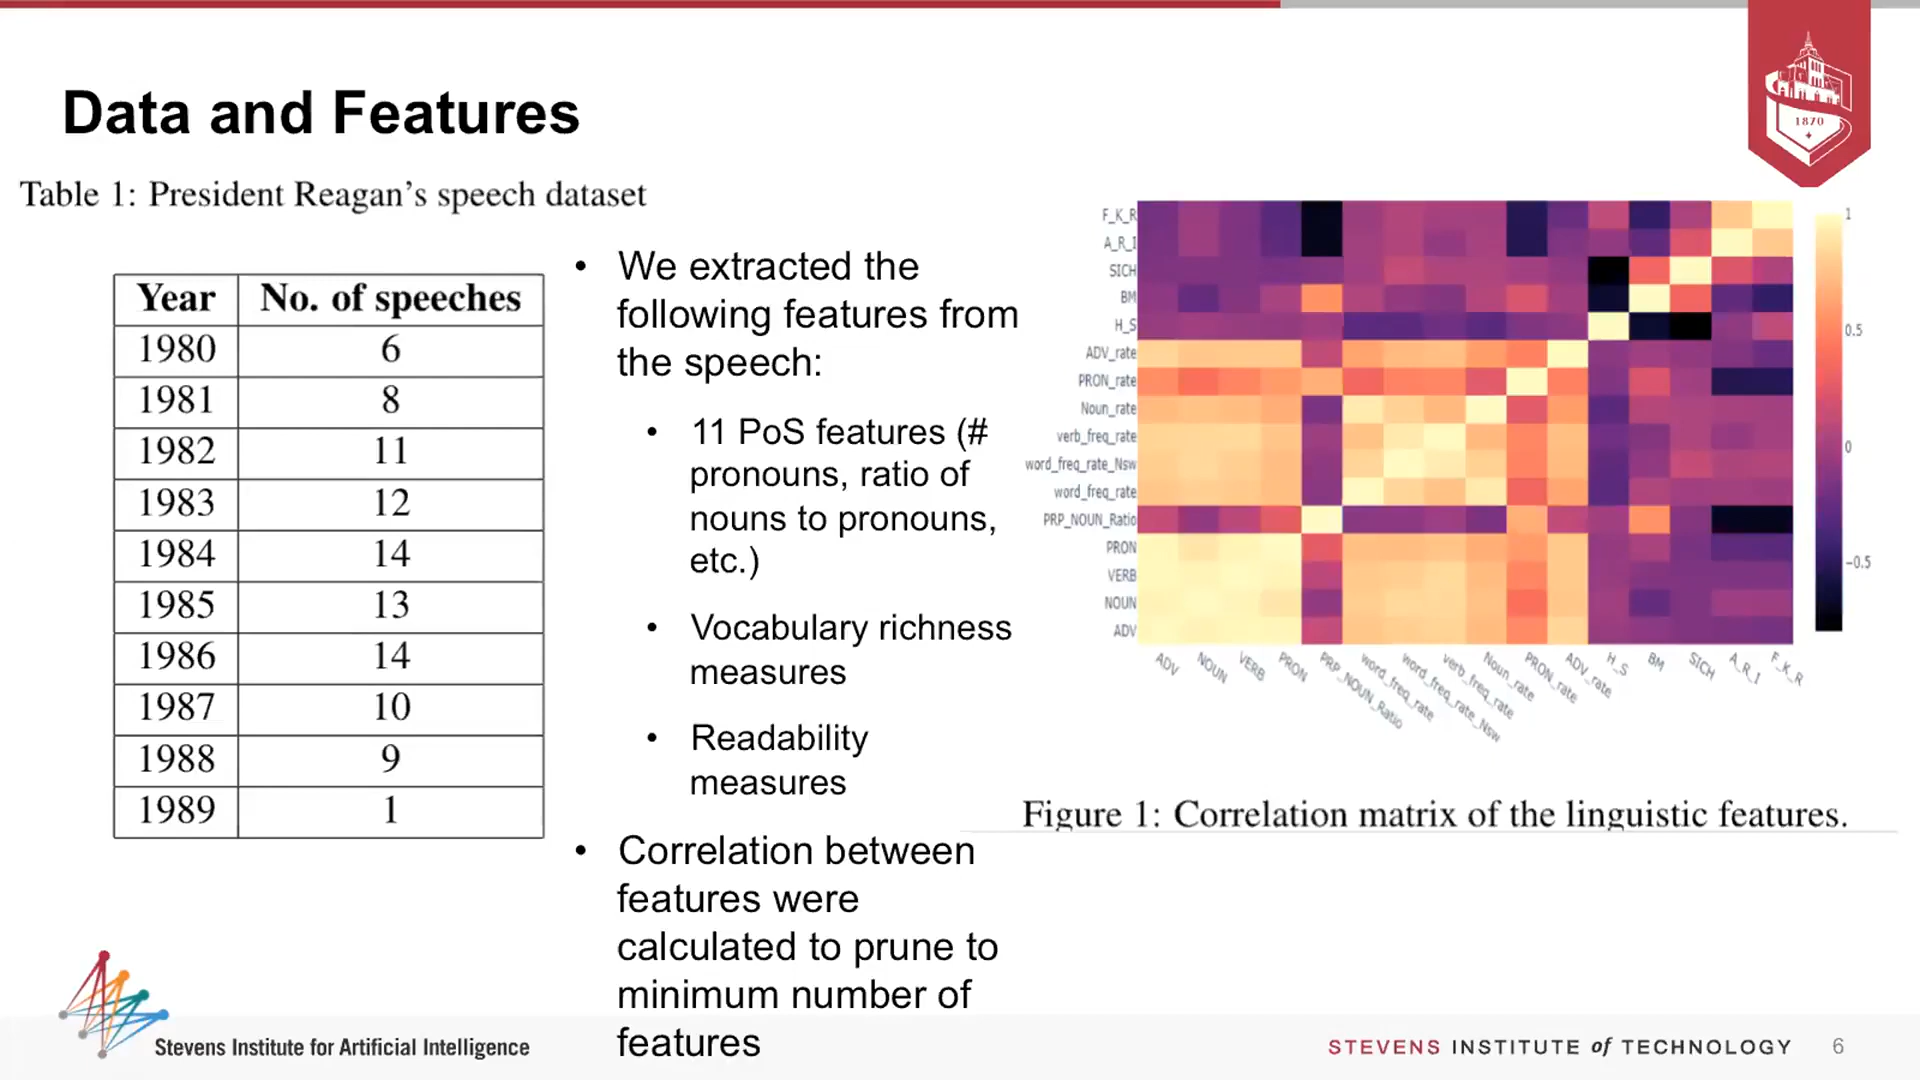 1870
Data and Features
Table 1: President Reagan's speech dataset
Year No. of speeches
1980 6
1981 8
1982 11
1983 12
1984 14
1985 13
1986 14
1987 10
1988 9
1989 1
• We extracted the
following features from
the speech:
• 11 PoS features (#
pronouns, ratio of
nouns to pronouns,
etc.)
• Vocabulary richness
measures
• Readability
measures
• Correlation between
features were
calculated to prune to
minimum number of
features
F_K_R
A_R_I
SICH
BM
H_S
ADV_rate
PRON_rate
Noun_rate
verb_freq_rate
word_freq_rate_Nsw
word_freq_rate
PRP_NOUN_Ratio
PRON
VERB
NOUN
ADV
ADV
NOUN
VERB
PRON
PRP_NOUN_Ratio
word_freq_rate
word_freq_rate_Nsw
verb_freq_rate
Noun_rate
PRON_rate
ADV_rate
H_S
BM
SICH
A_R_I
F_K_R
1
0.5
0
−0.5
Figure 1: Correlation matrix of the linguistic features.
Stevens Institute for Artificial Intelligence
STEVENS INSTITUTE of TECHNOLOGY 6